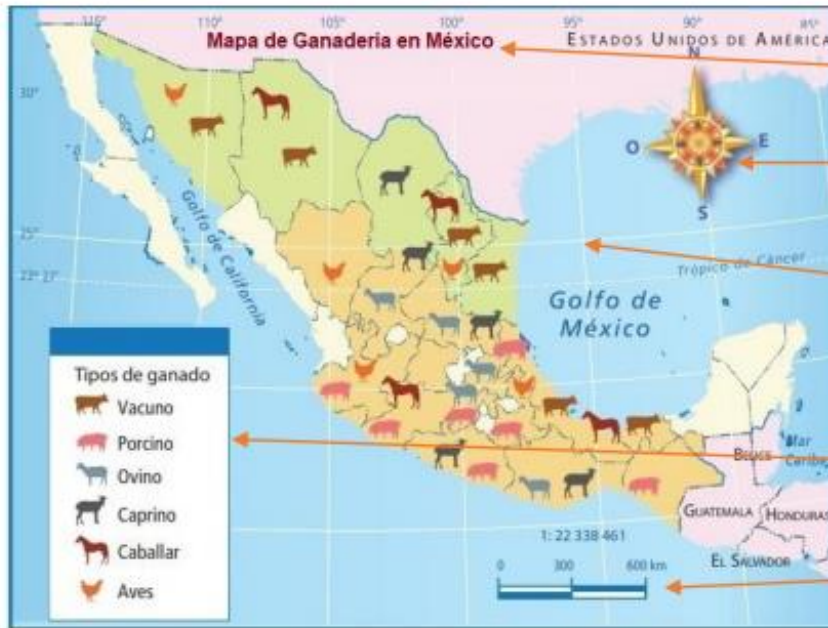 115° 110° 105° 100° 95° 90° 85°
Mapa de Ganaderia en México
ESTADOS UNIDOS DE AMÉRICA
N
O E
S
30°
25°
23° 27'
Golfo de California
Trópico de Cáncer
Golfo de
México
Tipos de ganado
Vacuno
Porcino
Ovino
Caprino
Caballar
Aves
BELICE
Mar
Caribe
GUATEMALA
HONDURAS
EL SALVADOR
1: 22 338 461
0 300 600 km